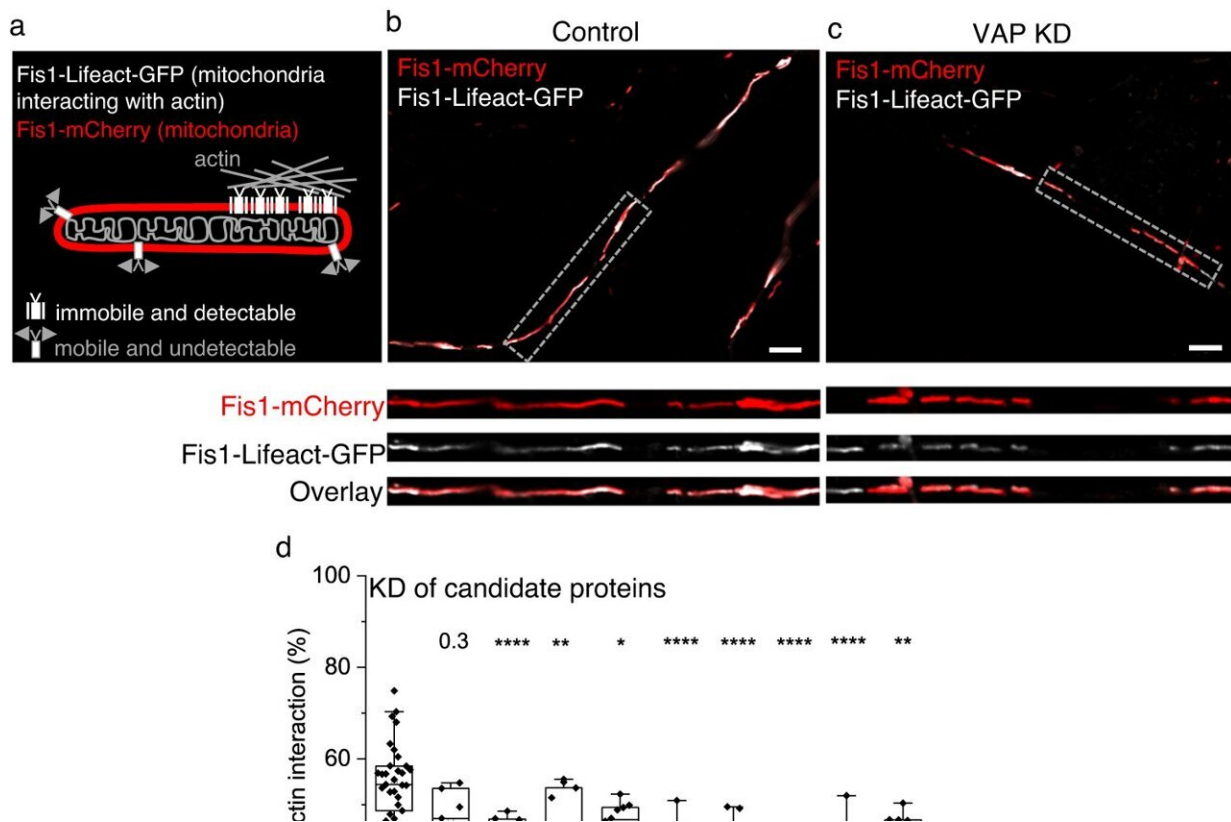 a
Fis1-Lifeact-GFP (mitochondria
interacting with actin)
Fis1-mCherry (mitochondria)
actin
immobile and detectable
mobile and undetectable
b
Control
Fis1-mCherry
Fis1-Lifeact-GFP
c
VAP KD
Fis1-mCherry
Fis1-Lifeact-GFP
Fis1-mCherry
Fis1-Lifeact-GFP
Overlay
d
KD of candidate proteins
100
80
60
0.3 **** ** * **** **** **** **** **
interaction (%)